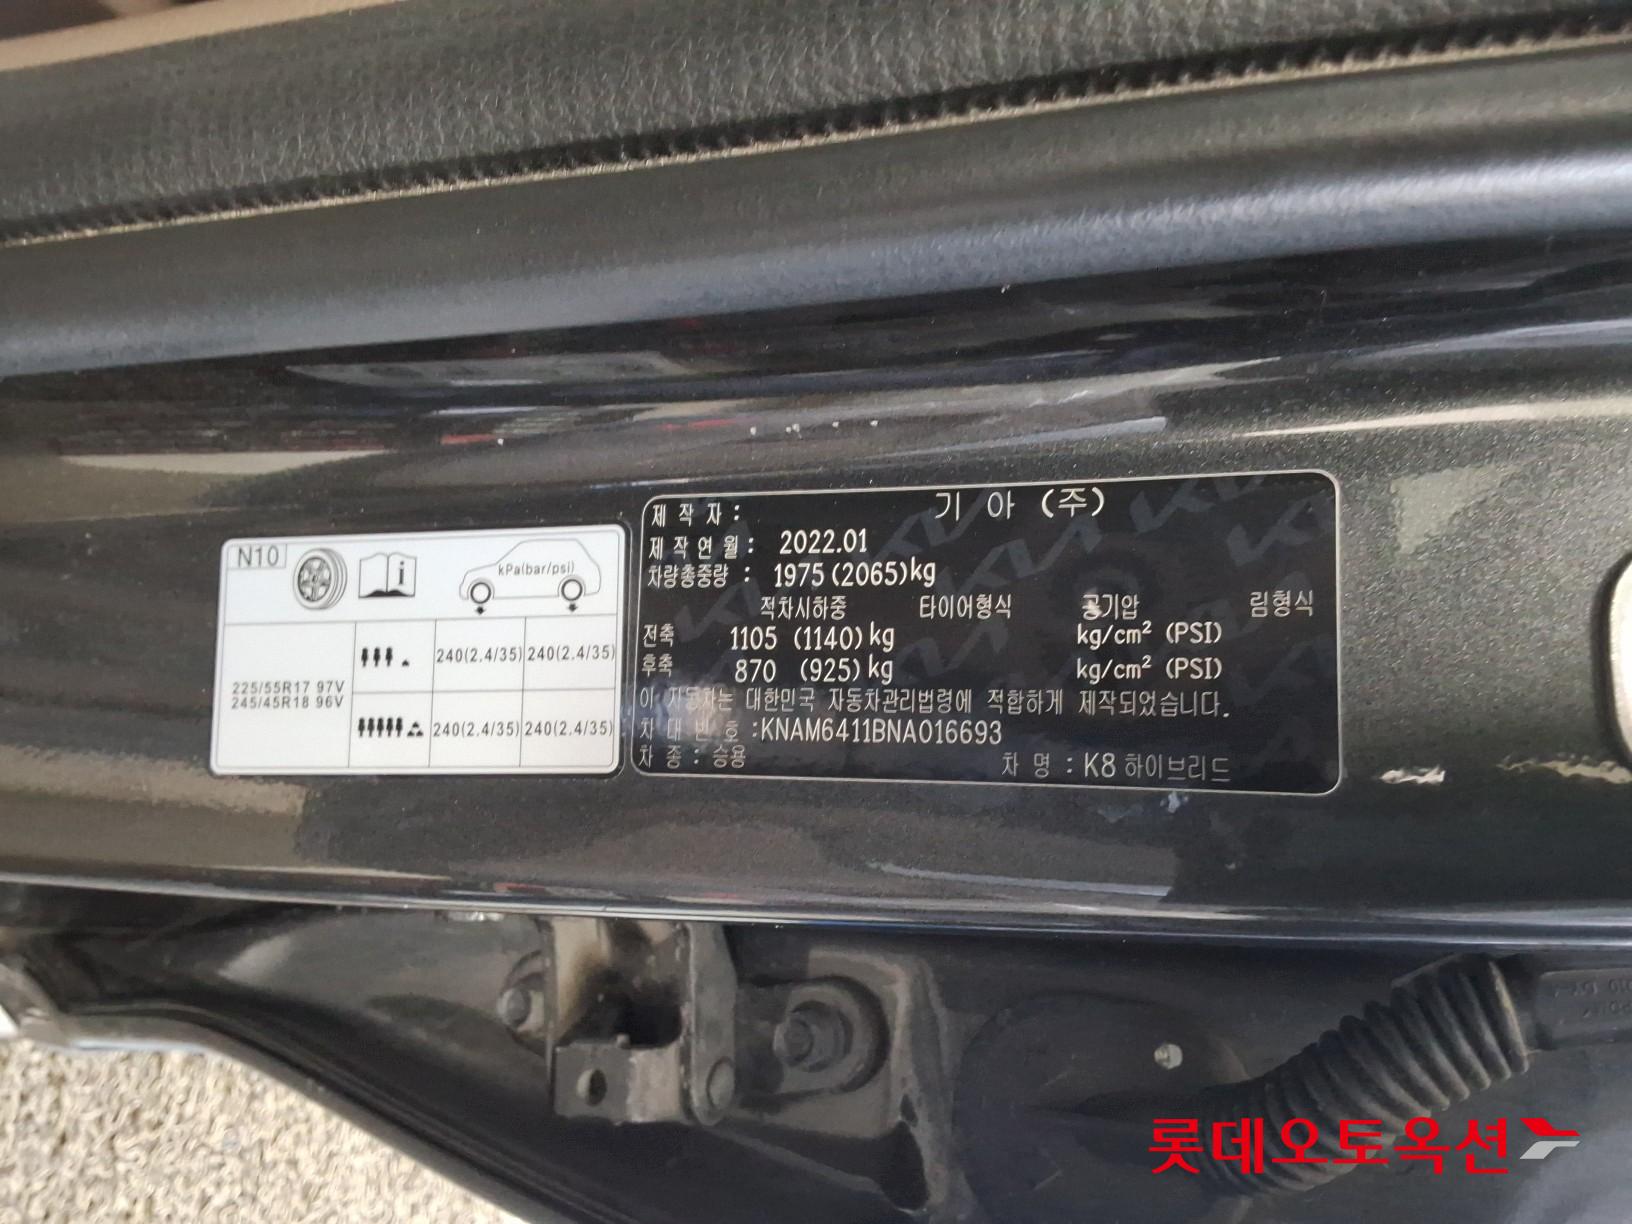 N10
kPa(bar/psi)
225/55R17 97V
245/45R18 96V
240(2.4/35) 240(2.4/35)
240(2.4/35) 240(2.4/35)
제 작 자 : 기 아 (주)
제 작 연 월 : 2022.01
차량총중량 : 1975 (2065)kg
적차시하중 타이어형식 공기압 림형식
전축 1105 (1140) kg kg/cm² (PSI)
후축 870 (925) kg kg/cm² (PSI)
이 자동차는 대한민국 자동차관리법령에 적합하게 제작되었습니다.
차 대 번 호 :KNAM6411BNA016693
차 종 : 승용 차 명 : K8 하이브리드
롯데오토옥션